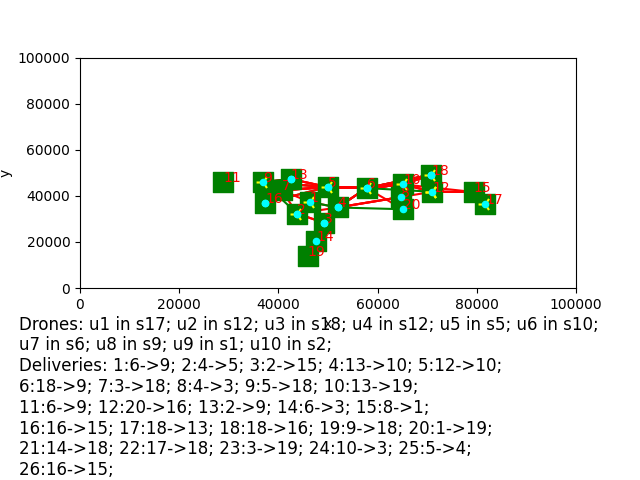 100000
80000
60000
40000
20000
0
y
0 20000 40000 60000 80000 100000
x
11
3
18
15
17
Drones: u1 in s17; u2 in s12; u3 in s18; u4 in s12; u5 in s5; u6 in s10;
u7 in s6; u8 in s9; u9 in s1; u10 in s2;
Deliveries: 1:6->9; 2:4->5; 3:2->15; 4:13->10; 5:12->10;
6:18->9; 7:3->18; 8:4->3; 9:5->18; 10:13->19;
11:6->9; 12:20->16; 13:2->9; 14:6->3; 15:8->1;
16:16->15; 17:18->13; 18:18->16; 19:9->18; 20:1->19;
21:14->18; 22:17->18; 23:3->19; 24:10->3; 25:5->4;
26:16->15;